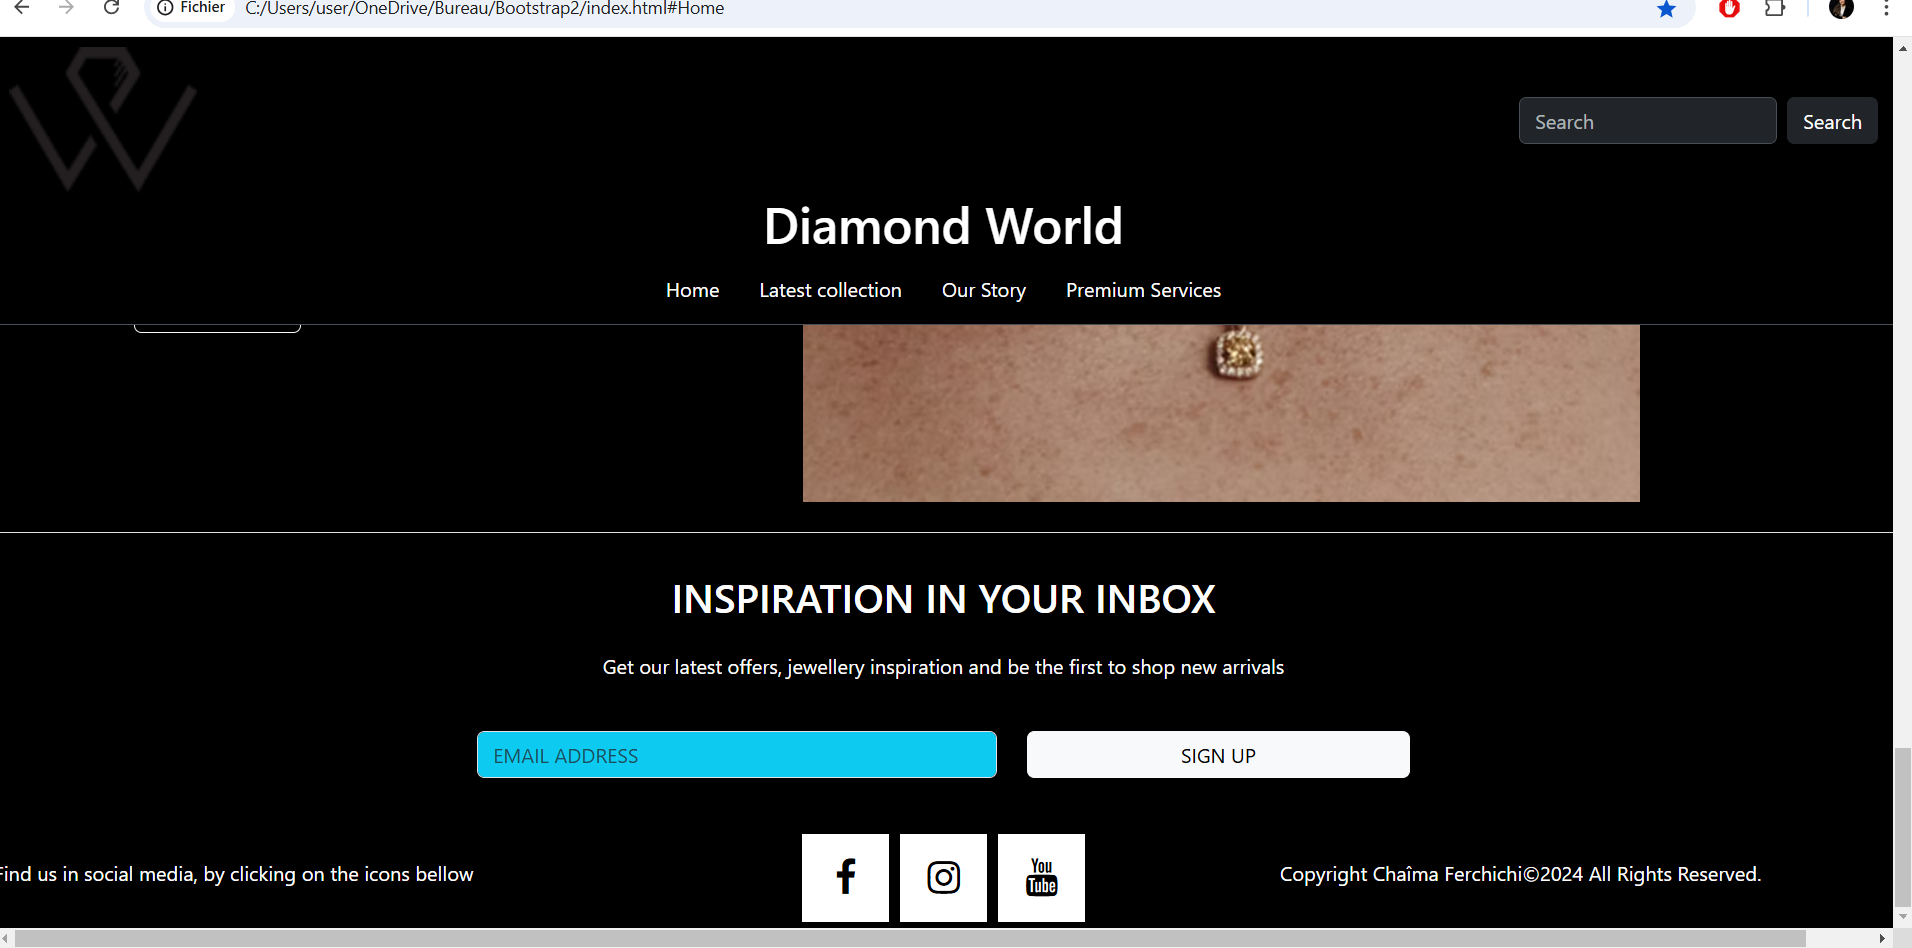 Fichier C:/Users/user/OneDrive/Bureau/Bootstrap2/index.html#Home
Search Search
Diamond World
Home Latest collection Our Story Premium Services
INSPIRATION IN YOUR INBOX
Get our latest offers, jewellery inspiration and be the first to shop new arrivals
EMAIL ADDRESS SIGN UP
Find us in social media, by clicking on the icons bellow
You
Tube
Copyright Chaîma Ferchichi©2024 All Rights Reserved.